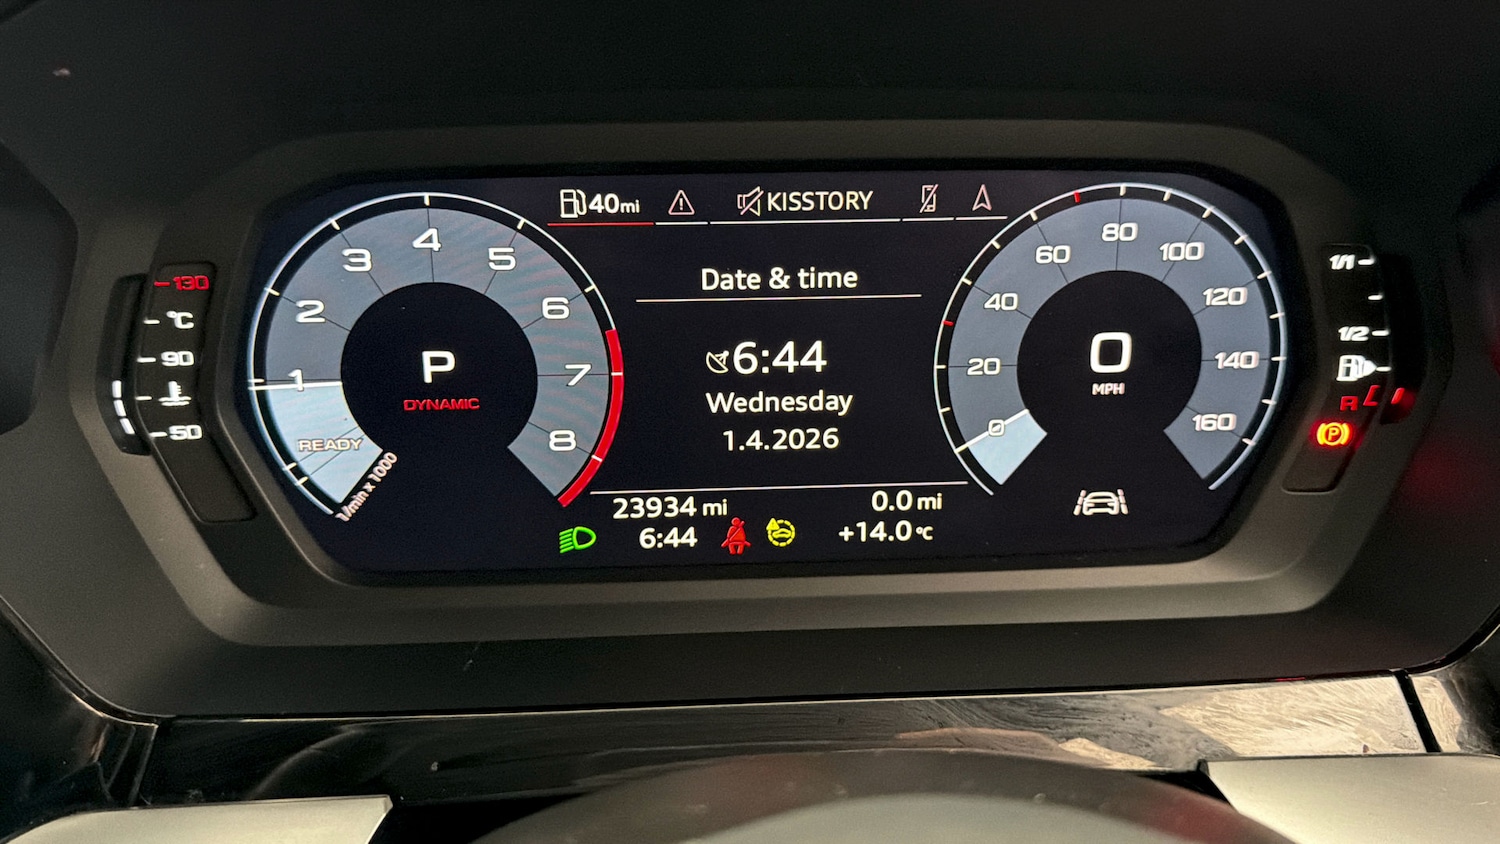 40mi
KISSTORY
Date & time
6:44
Wednesday
1.4.2026
23934 mi
0.0 mi
6:44
+14.0°C
1
2
3
4
5
6
7
8
READY
1/min x 1000
P
DYNAMIC
0
20
40
60
80
100
120
140
160
0
MPH
130
°C
90
50
1/1
1/2
R
P